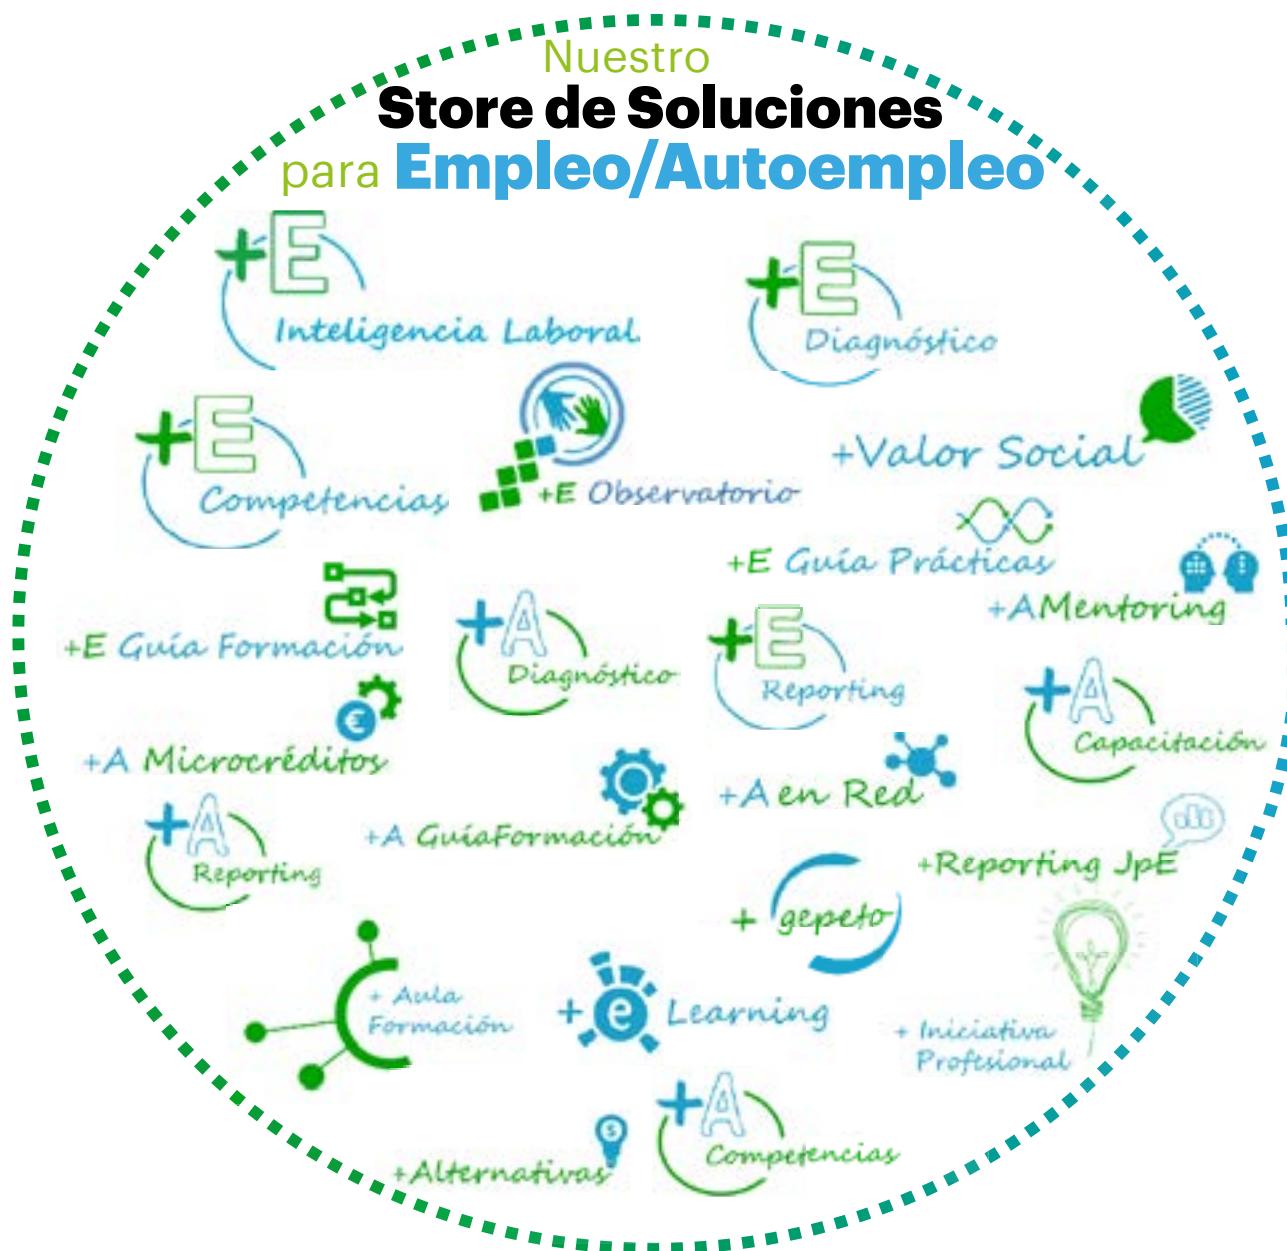 Nuestro
Store de Soluciones
para Empleo/Autoempleo
+E
Inteligencia Laboral
+E
Diagnóstico
+E
Competencias
+E Observatorio
+Valor Social
+E Guía Prácticas
+A Mentoring
+E Guía Formación
+A
Diagnóstico
+E
Reporting
+A
Capacitación
€
+A Microcréditos
+A en Red
+A
Reporting
+A GuíaFormación
+Reporting JpE
+ gepeto
+ Aula
Formación
+ e Learning
+ Iniciativa
Profesional
$
+Alternativas
+A
Competencias